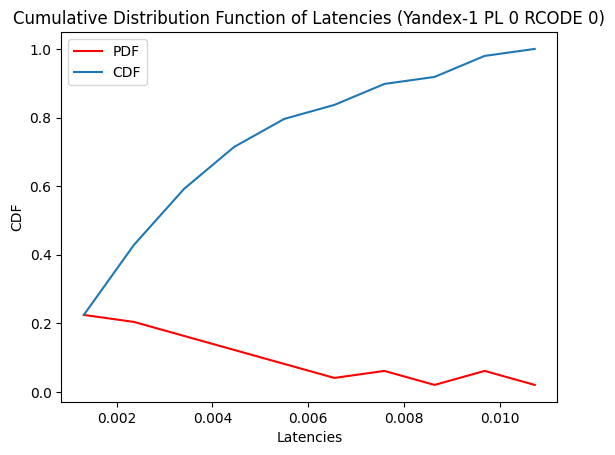 Cumulative Distribution Function of Latencies (Yandex-1 PL 0 RCODE 0)
PDF
CDF
1.0
0.8
0.6
0.4
0.2
0.0
CDF
0.002
0.004
0.006
0.008
0.010
Latencies